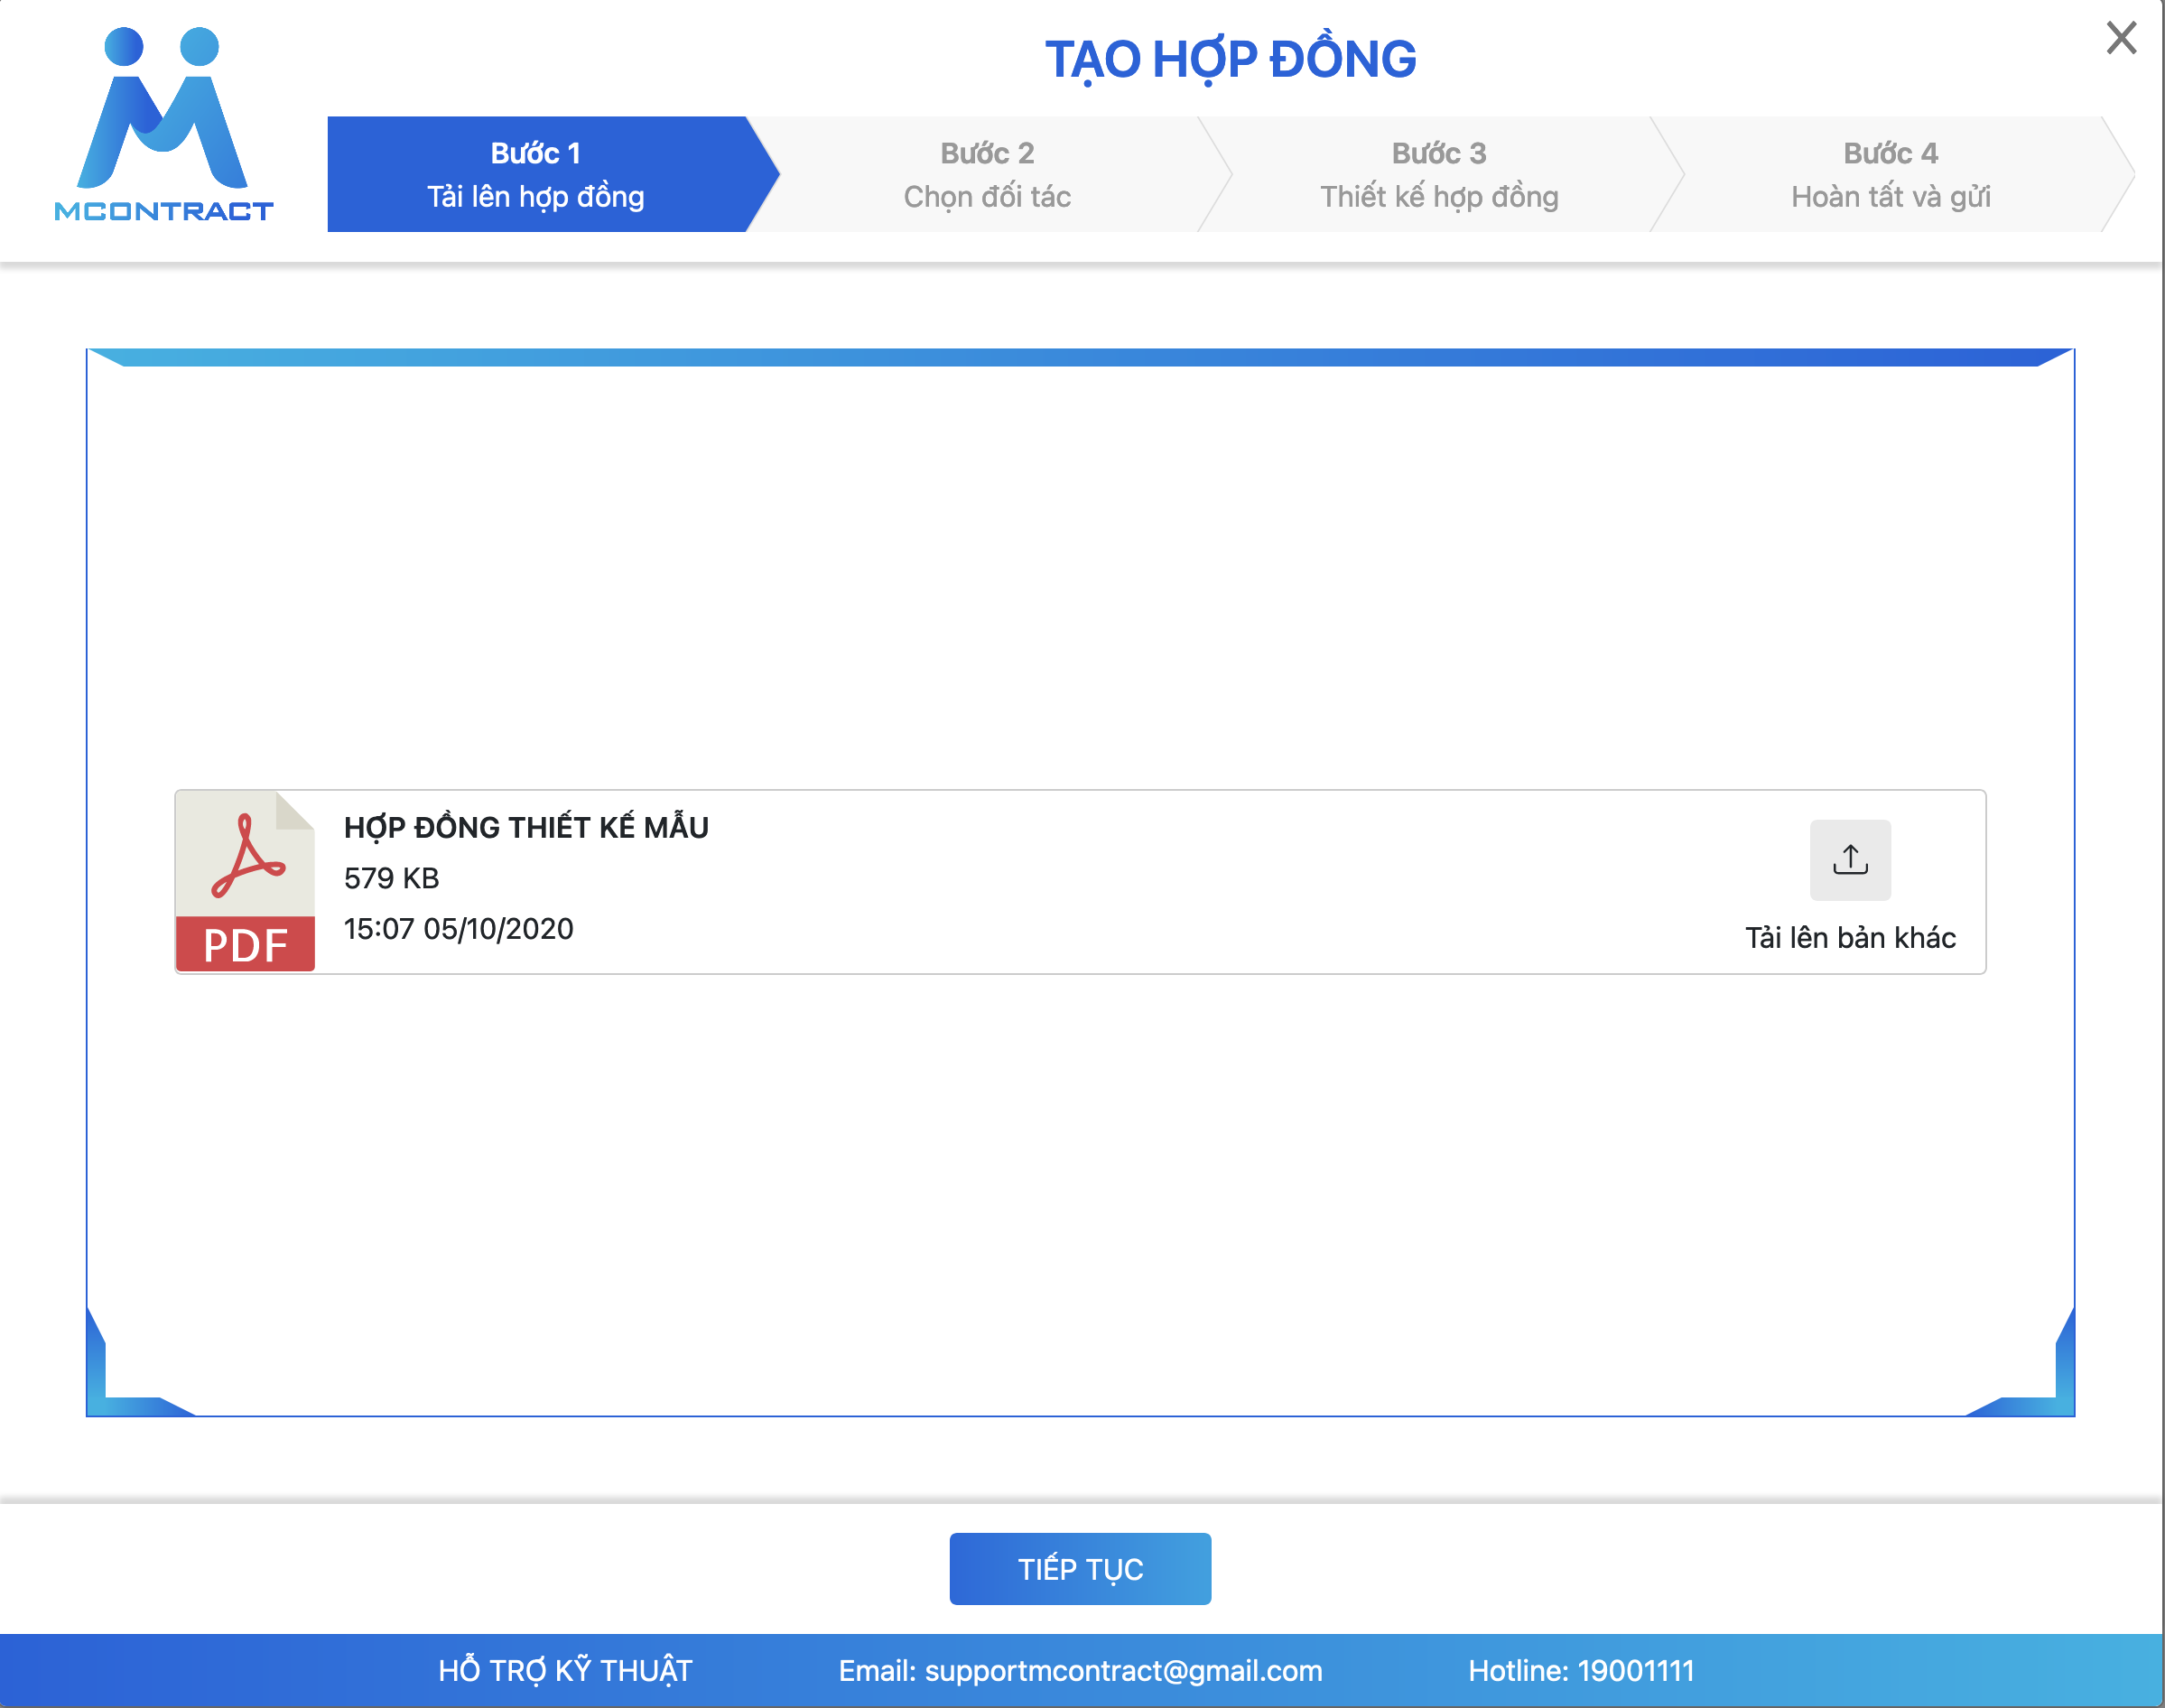 TẠO HỢP ĐỒNG
MCONTRACT
Bước 1
Tải lên hợp đồng
Bước 2
Chọn đối tác
Bước 3
Thiết kế hợp đồng
Bước 4
Hoàn tất và gửi
HỢP ĐỒNG THIẾT KẾ MẪU
579 KB
15:07 05/10/2020
PDF
Tải lên bản khác
TIẾP TỤC
HỖ TRỢ KỸ THUẬT
Email: supportmcontract@gmail.com
Hotline: 19001111